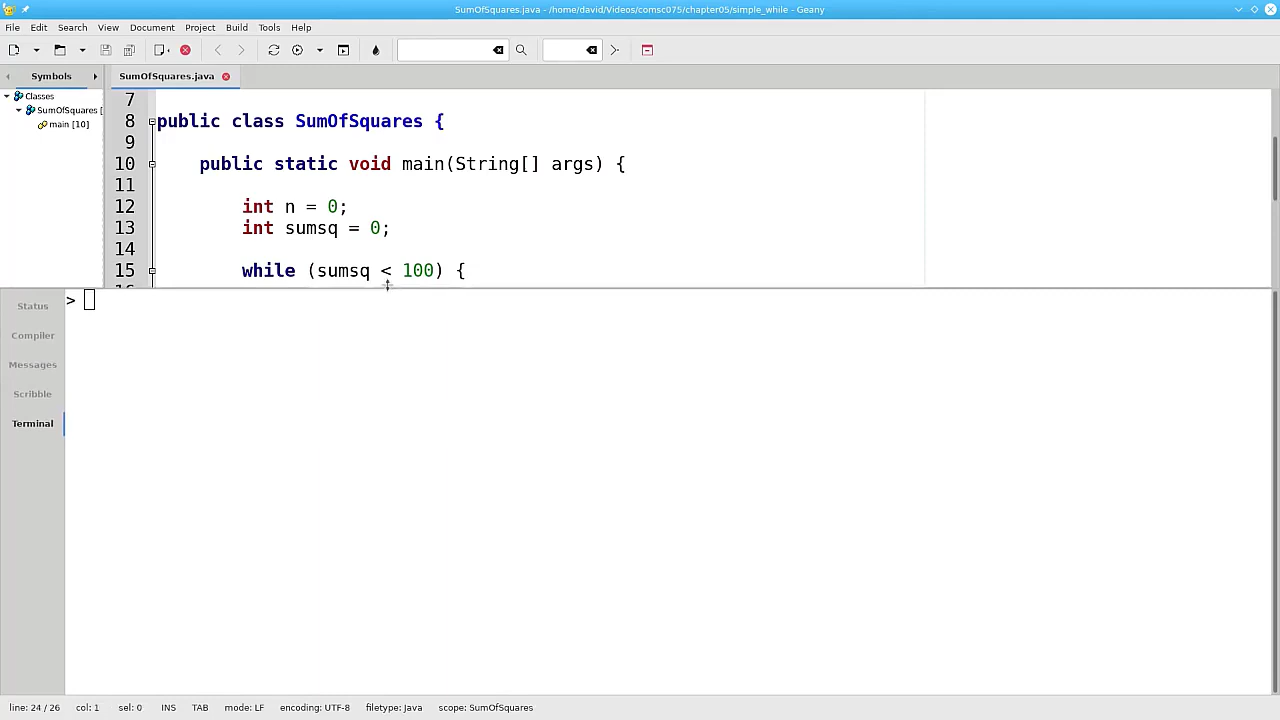 SumOfSquares.java - /home/david/Videos/comsc075/chapter05/simple_while - Geany
File Edit Search View Document Project Build Tools Help
Symbols SumOfSquares.java
Classes
SumOfSquares [
main [10]
7
8 public class SumOfSquares {
9
10 public static void main(String[] args) {
11
12 int n = 0;
13 int sumsq = 0;
14
15 while (sumsq < 100) {
>
Status
Compiler
Messages
Scribble
Terminal
line: 24 / 26 col: 1 sel: 0 INS TAB mode: LF encoding: UTF-8 filetype: Java scope: SumOfSquares